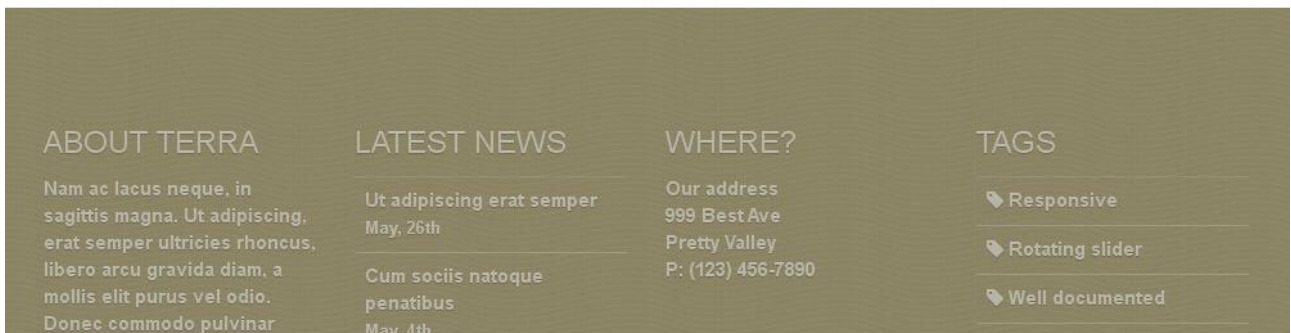 ABOUT TERRA
Nam ac lacus neque, in
sagittis magna. Ut adipiscing,
erat semper ultricies rhoncus,
libero arcu gravida diam, a
mollis elit purus vel odio.
Donec commodo pulvinar
LATEST NEWS
Ut adipiscing erat semper
May, 26th
Cum sociis natoque
penatibus
May, 4th
WHERE?
Our address
999 Best Ave
Pretty Valley
P: (123) 456-7890
TAGS
Responsive
Rotating slider
Well documented